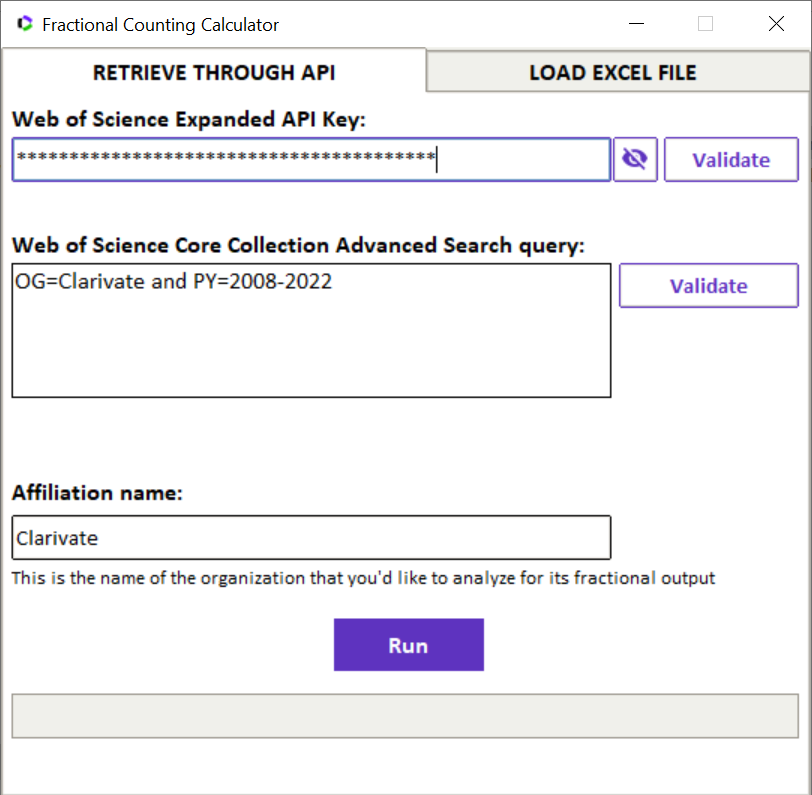 Fractional Counting Calculator
RETRIEVE THROUGH API
LOAD EXCEL FILE
Web of Science Expanded API Key:
****************************************
Validate
Web of Science Core Collection Advanced Search query:
OG=Clarivate and PY=2008-2022
Validate
Affiliation name:
Clarivate
This is the name of the organization that you'd like to analyze for its fractional output
Run